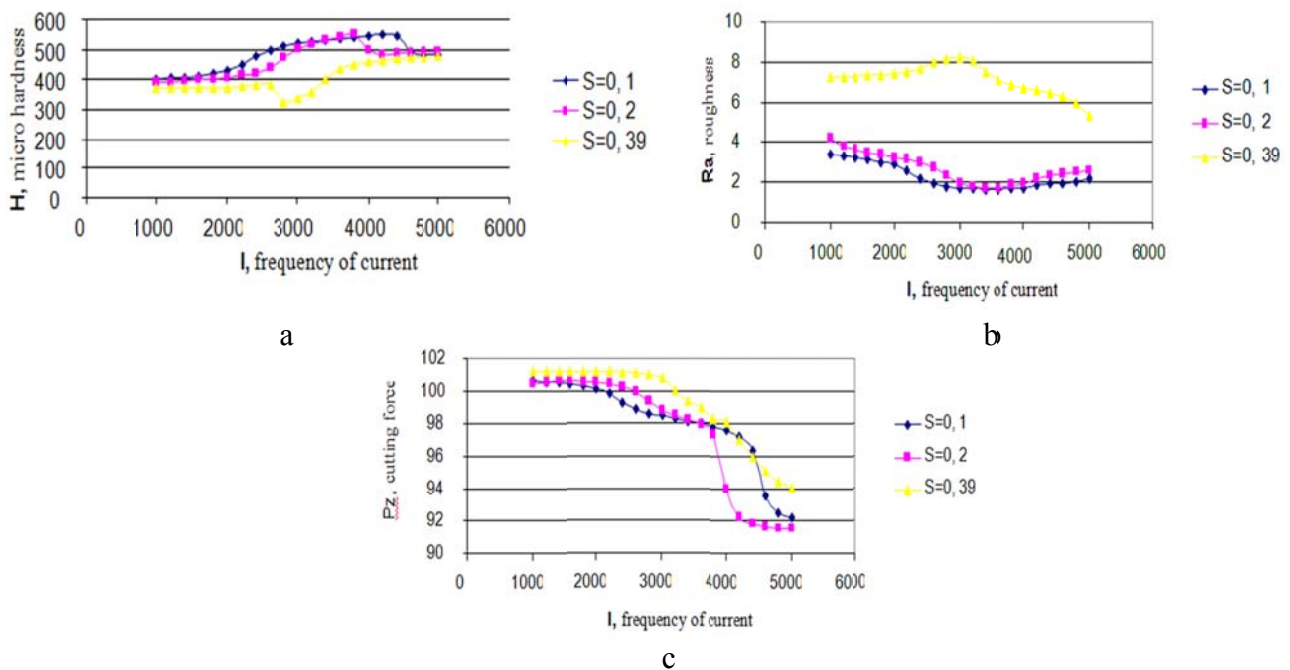 600
500
400
300
200
100
0
H, micro hardness
0 1000 2000 3000 4000 5000 6000
I, frequency of current
S=0, 1
S=0, 2
S=0, 39
a
10
8
6
4
2
0
Ra, roughness
0 1000 2000 3000 4000 5000 6000
I, frequency of current
S=0, 1
S=0, 2
S=0, 39
b
102
100
98
96
94
92
90
Pz, cutting force
0 1000 2000 3000 4000 5000 6000
I, frequency of current
S=0, 1
S=0, 2
S=0, 39
c